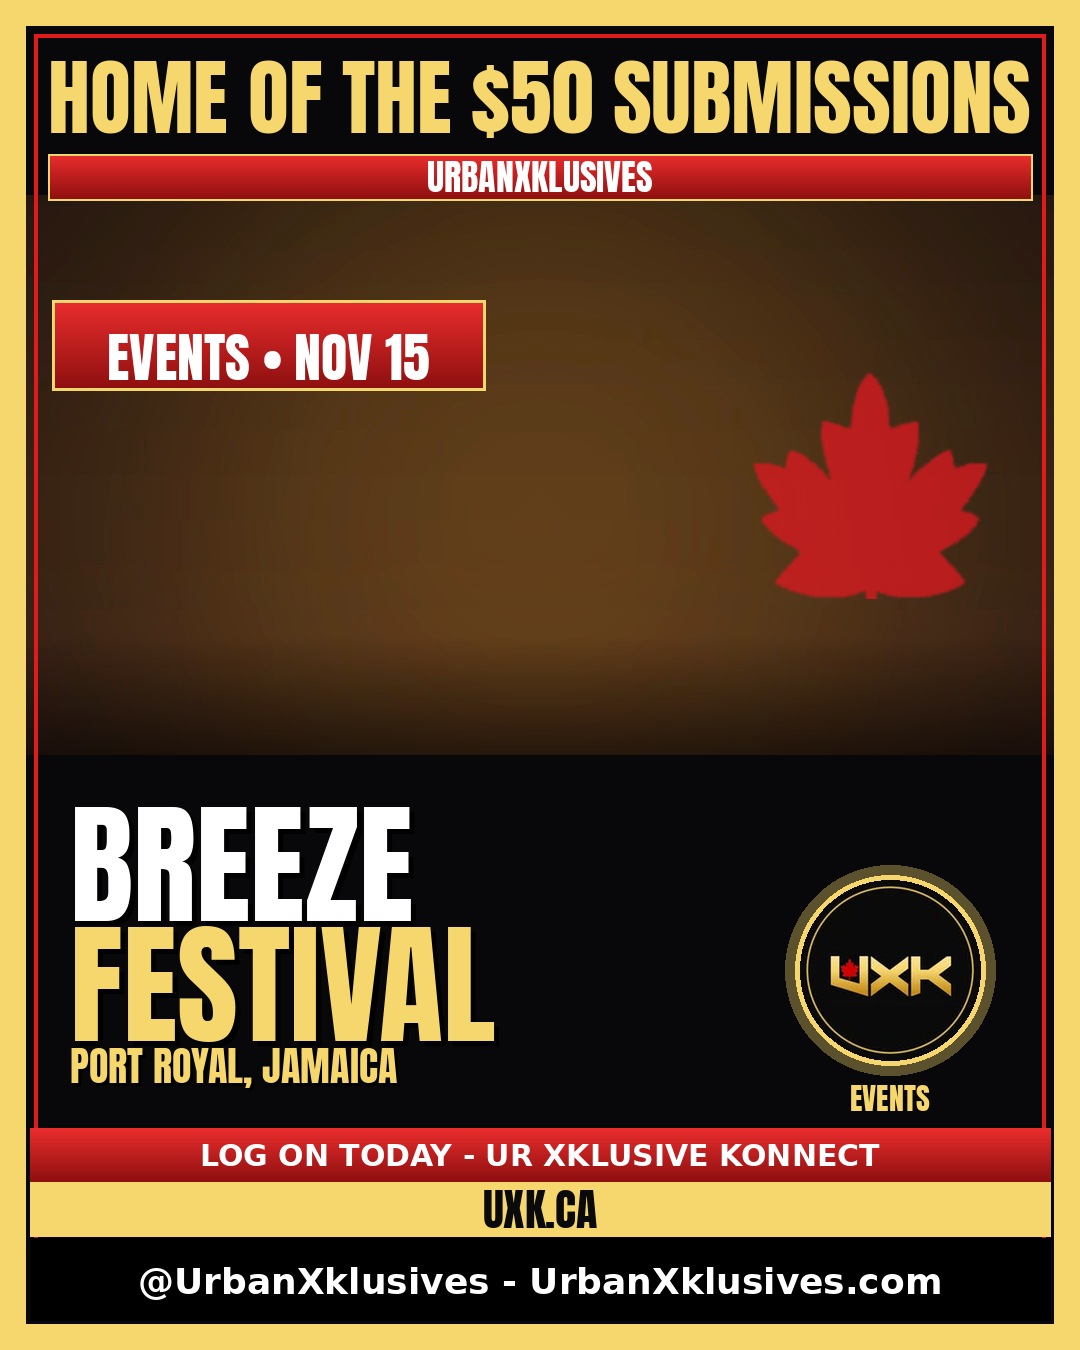 HOME OF THE $50 SUBMISSIONS
URBANXKLUSIVES
EVENTS • NOV 15
BREEZE
FESTIVAL
PORT ROYAL, JAMAICA
UXK
EVENTS
LOG ON TODAY - UR XKLUSIVE KONNECT
UXK.CA
@UrbanXklusives - UrbanXklusives.com